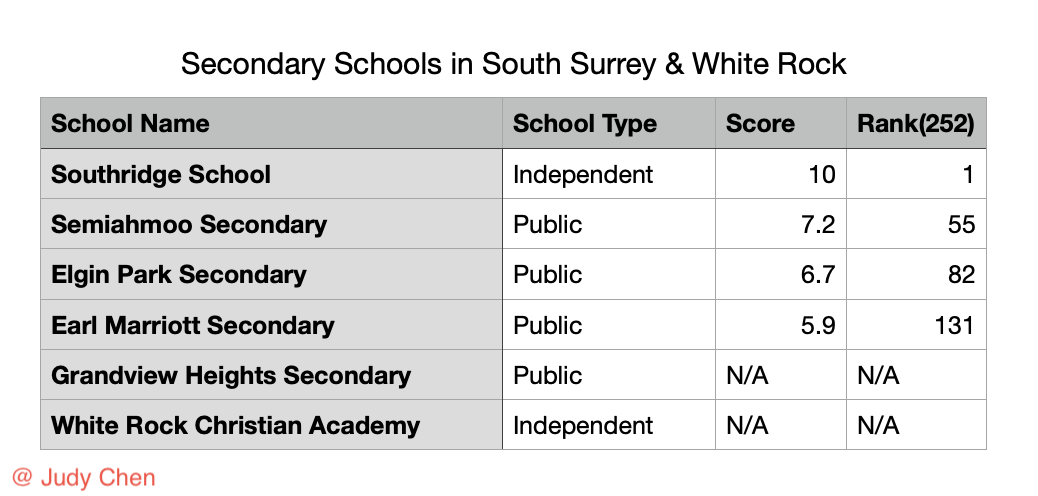 Secondary Schools in South Surrey & White Rock
School Name School Type Score Rank(252)
Southridge School Independent 10 1
Semiahmoo Secondary Public 7.2 55
Elgin Park Secondary Public 6.7 82
Earl Marriott Secondary Public 5.9 131
Grandview Heights Secondary Public N/A N/A
White Rock Christian Academy Independent N/A N/A
@ Judy Chen